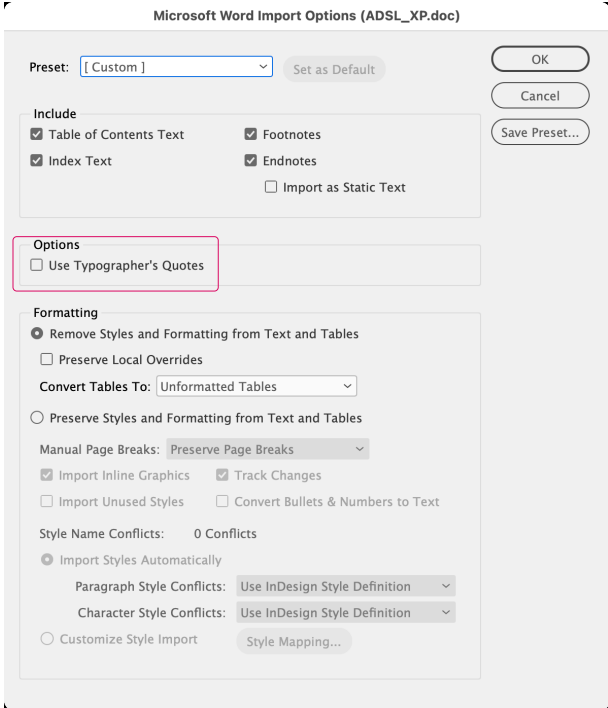 Microsoft Word Import Options (ADSL_XP.doc)
Preset: [ Custom ] Set as Default
OK
Cancel
Save Preset...
Include
Table of Contents Text Footnotes
Index Text Endnotes
Import as Static Text
Options
Use Typographer's Quotes
Formatting
Remove Styles and Formatting from Text and Tables
Preserve Local Overrides
Convert Tables To: Unformatted Tables
Preserve Styles and Formatting from Text and Tables
Manual Page Breaks: Preserve Page Breaks
Import Inline Graphics Track Changes
Import Unused Styles Convert Bullets & Numbers to Text
Style Name Conflicts: 0 Conflicts
Import Styles Automatically
Paragraph Style Conflicts: Use InDesign Style Definition
Character Style Conflicts: Use InDesign Style Definition
Customize Style Import Style Mapping...